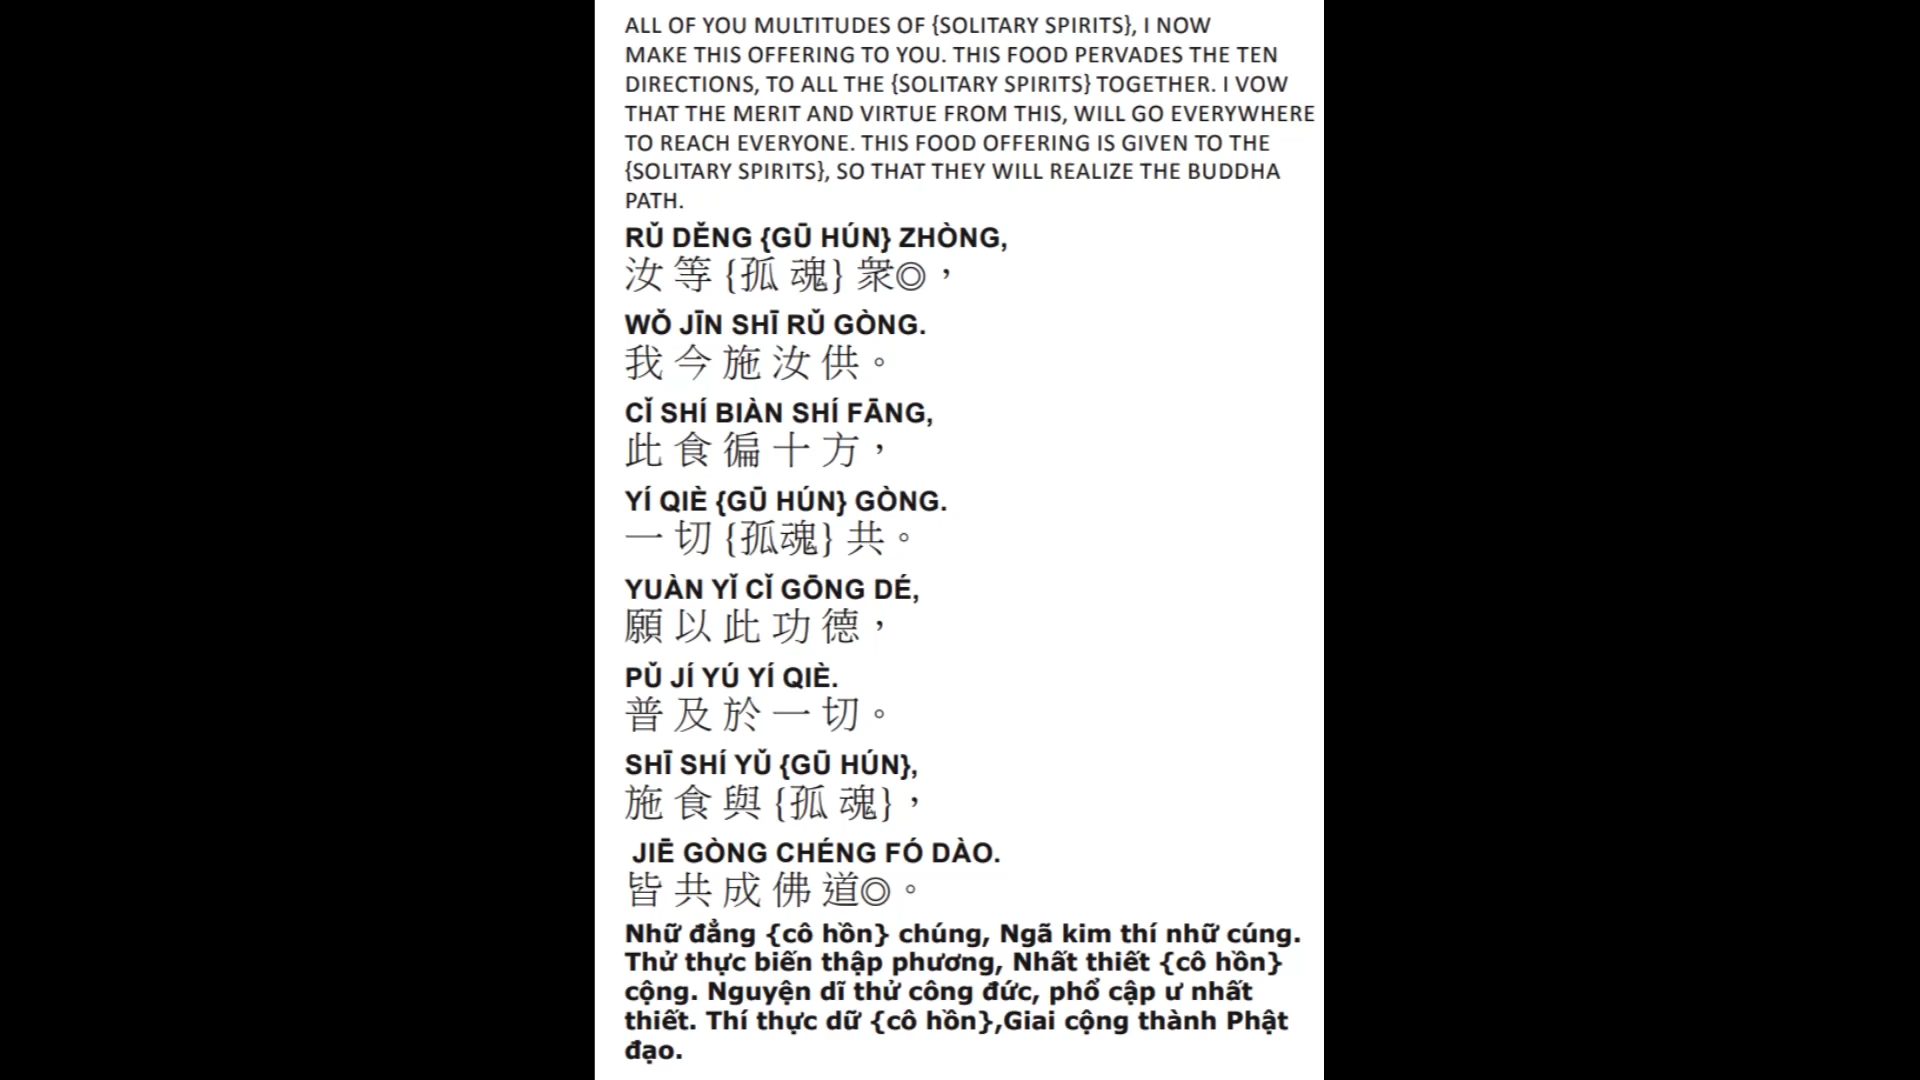 ALL OF YOU MULTITUDES OF {SOLITARY SPIRITS}, I NOW
MAKE THIS OFFERING TO YOU. THIS FOOD PERVADES THE TEN
DIRECTIONS, TO ALL THE {SOLITARY SPIRITS} TOGETHER. I VOW
THAT THE MERIT AND VIRTUE FROM THIS, WILL GO EVERYWHERE
TO REACH EVERYONE. THIS FOOD OFFERING IS GIVEN TO THE
{SOLITARY SPIRITS}, SO THAT THEY WILL REALIZE THE BUDDHA
PATH.
RǓ DĚNG {GŪ HÚN} ZHÒNG,
汝 等 {孤 魂} 衆◎，
WǑ JĪN SHĪ RǓ GÒNG.
我 今 施 汝 供。
CǏ SHÍ BIÀN SHÍ FĀNG,
此 食 徧 十 方，
YÍ QIÈ {GŪ HÚN} GÒNG.
一 切 {孤魂} 共。
YUÀN YǏ CǏ GŌNG DÉ,
願 以 此 功 德，
PǓ JÍ YÚ YÍ QIÈ.
普 及 於 一 切。
SHĪ SHÍ YǓ {GŪ HÚN},
施 食 與 {孤 魂}，
JIĒ GÒNG CHÉNG FÓ DÀO.
皆 共 成 佛 道◎。
Nhữ đẳng {cô hồn} chúng, Ngã kim thí nhữ cúng.
Thử thực biến thập phương, Nhất thiết {cô hồn}
cộng. Nguyện dĩ thử công đức, phổ cập ư nhất
thiết. Thí thực dữ {cô hồn},Giai cộng thành Phật
đạo.